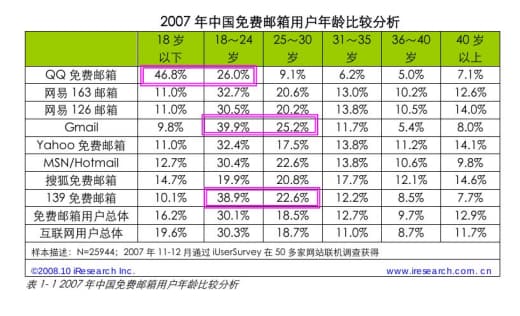 2007 年中国免费邮箱用户年龄比较分析
18 岁以下 18～24岁 25～30岁 31～35岁 36～40岁 40 岁以上
QQ 免费邮箱 46.8% 26.0% 9.1% 6.2% 5.0% 7.1%
网易 163 邮箱 11.0% 32.7% 20.6% 13.0% 10.2% 12.6%
网易 126 邮箱 11.0% 30.5% 20.2% 13.8% 10.5% 14.0%
Gmail 9.8% 39.9% 25.2% 11.7% 5.4% 8.0%
Yahoo 免费邮箱 11.0% 32.4% 17.5% 13.8% 11.2% 14.1%
MSN/Hotmail 12.7% 30.4% 22.6% 13.8% 10.6% 9.8%
搜狐免费邮箱 14.7% 19.9% 20.8% 17.7% 12.1% 14.6%
139 免费邮箱 10.1% 38.9% 22.6% 12.2% 8.5% 7.7%
免费邮箱用户总体 16.2% 30.1% 18.5% 12.7% 9.7% 12.9%
互联网用户总体 19.6% 30.3% 18.7% 11.0% 8.7% 11.7%
样本描述：N=25944；2007 年 11-12 月通过 iUserSurvey 在 50 多家网站联机调查获得
©2008.10 iResearch Inc. www.iresearch.com.cn
表 1- 1 2007 年中国免费邮箱用户年龄比较分析